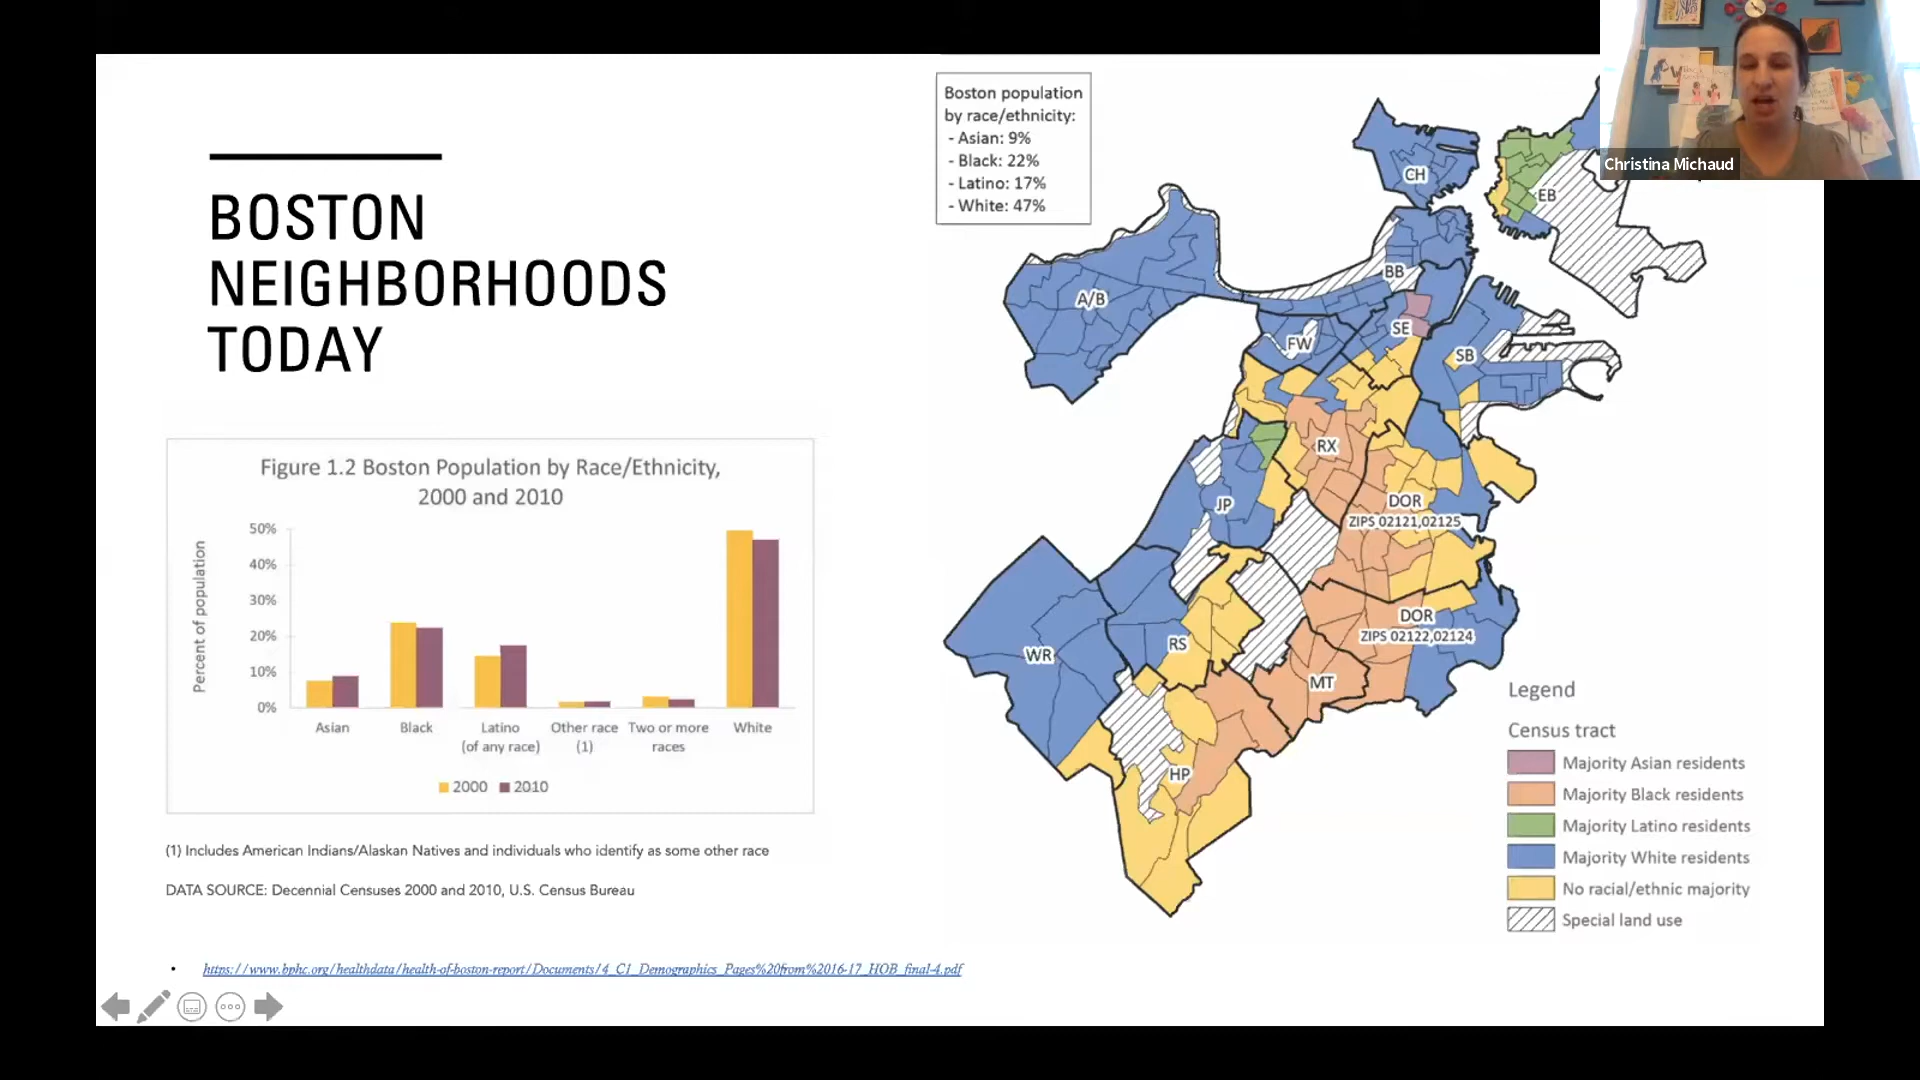 BOSTON
NEIGHBORHOODS
TODAY
Figure 1.2 Boston Population by Race/Ethnicity,
2000 and 2010
Percent of population
50%
40%
30%
20%
10%
0%
Asian
Black
Latino
(of any race)
Other race
(1)
Two or more
races
White
2000
2010
(1) Includes American Indians/Alaskan Natives and individuals who identify as some other race
DATA SOURCE: Decennial Censuses 2000 and 2010, U.S. Census Bureau
• https://www.bphc.org/healthdata/health-of-boston-report/Documents/4_C1_Demographics_Pages%20from%2016-17_HOB_final-4.pdf
Boston population
by race/ethnicity:
- Asian: 9%
- Black: 22%
- Latino: 17%
- White: 47%
CH
EB
BB
A/B
SE
FW
SB
RX
JP
DOR
ZIPS 02121,02125
DOR
ZIPS 02122,02124
RS
WR
MT
HP
Legend
Census tract
Majority Asian residents
Majority Black residents
Majority Latino residents
Majority White residents
No racial/ethnic majority
Special land use
Christina Michaud